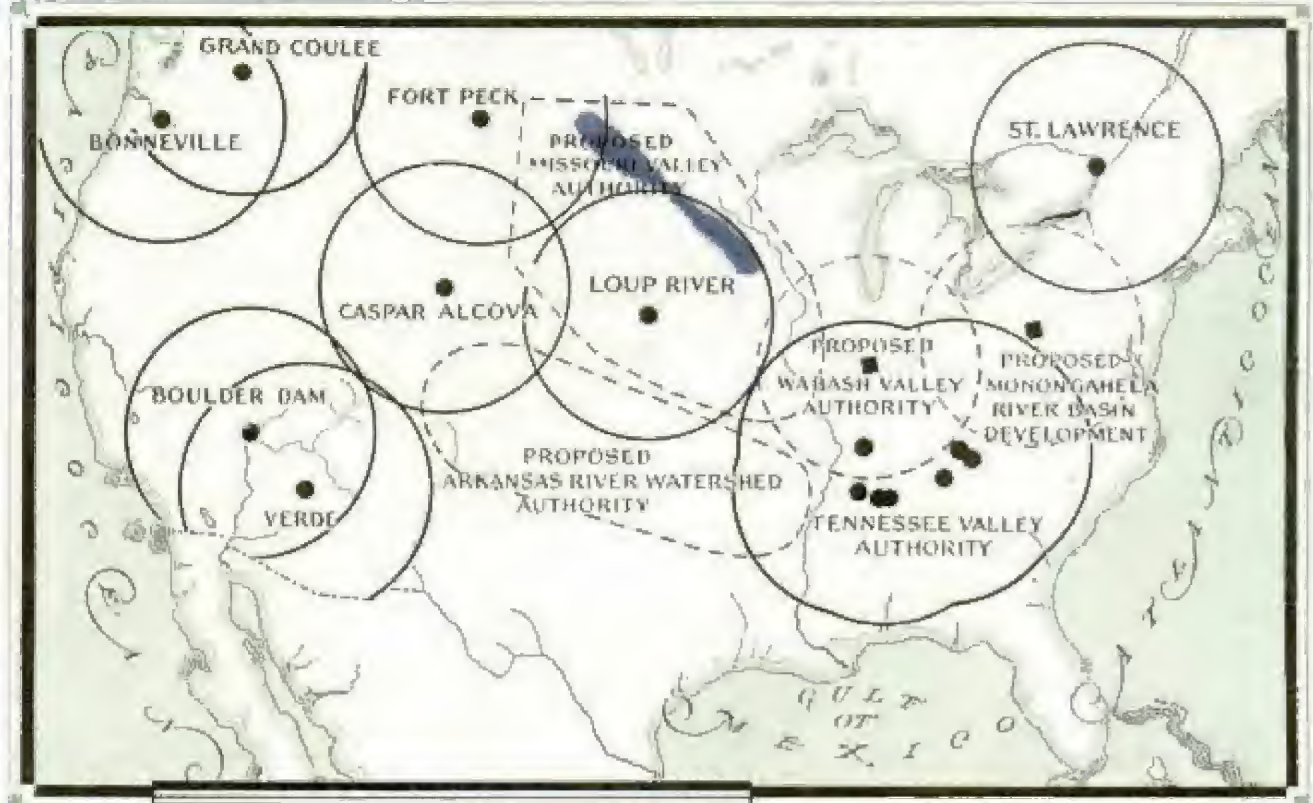 GRAND COULEE
FORT PECK
BONNEVILLE
PROPOSED
MISSOURI VALLEY
AUTHORITY
ST. LAWRENCE
CASPAR ALCOVA
LOUP RIVER
BOULDER DAM
VERDE
PROPOSED
WABASH VALLEY
AUTHORITY
PROPOSED
MONONGAHELA
RIVER BASIN
DEVELOPMENT
PROPOSED
ARKANSAS RIVER WATERSHED
AUTHORITY
TENNESSEE VALLEY
AUTHORITY
GULF
OF
MEXICO